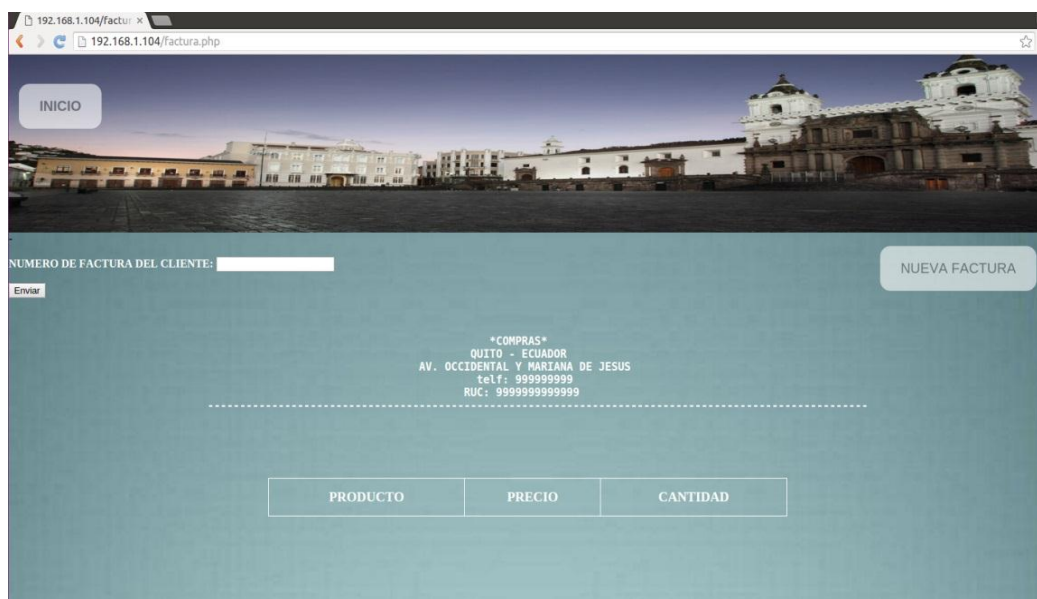 192.168.1.104/factur
192.168.1.104/factura.php
INICIO
NUMERO DE FACTURA DEL CLIENTE:
NUEVA FACTURA
Enviar
*COMPRAS*
QUITO - ECUADOR
AV. OCCIDENTAL Y MARIANA DE JESUS
telf: 999999999
RUC: 9999999999999
PRODUCTO PRECIO CANTIDAD